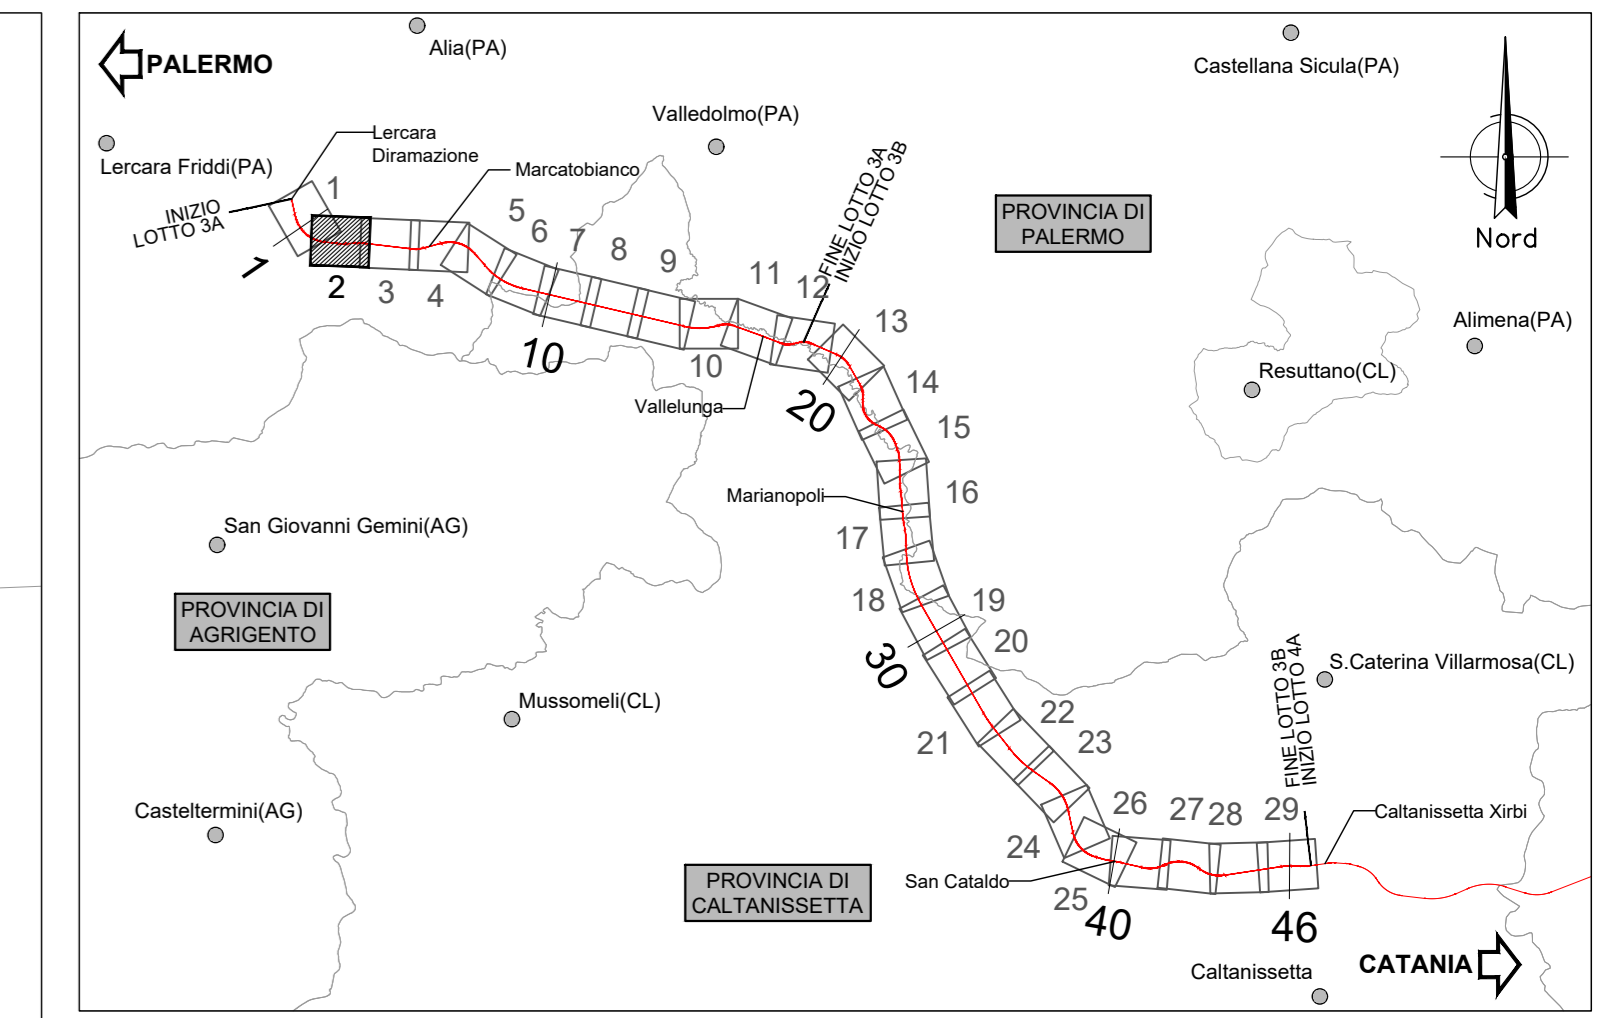 PALERMO
Alia(PA)
Castellana Sicula(PA)
Valledolmo(PA)
Lercara
Diramazione
Lercara Friddi(PA)
Marcatobianco
INIZIO
LOTTO 3A
FINE LOTTO 3A
INIZIO LOTTO 3B
PROVINCIA DI
PALERMO
Nord
1
1
2
3
4
5
6
7
8
9
10
10
11
12
13
14
15
20
Vallelunga
Alimena(PA)
Resuttano(CL)
Marianopoli
16
17
San Giovanni Gemini(AG)
PROVINCIA DI
AGRIGENTO
18
19
20
30
S.Caterina Villarmosa(CL)
FINE LOTTO 3B
INIZIO LOTTO 4A
Mussomeli(CL)
21
22
23
Casteltermini(AG)
24
25
26
27
28
29
Caltanissetta Xirbi
San Cataldo
PROVINCIA DI
CALTANISSETTA
40
46
Caltanissetta
CATANIA